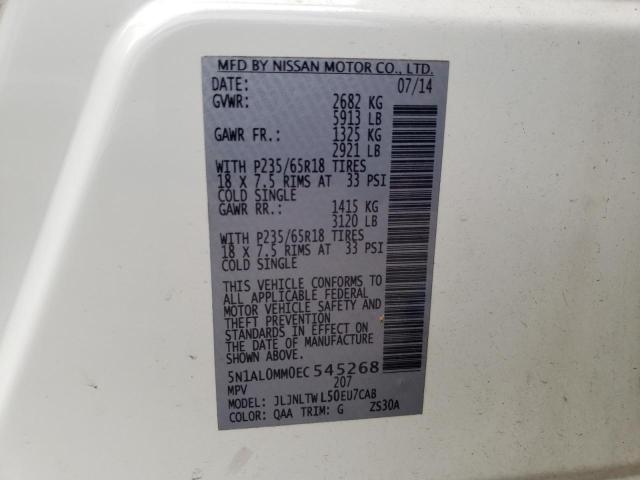 MFD BY NISSAN MOTOR CO., LTD.
DATE: 07/14
GVWR: 2682 KG
5913 LB
GAWR FR.: 1325 KG
2921 LB
WITH P235/65R18 TIRES
18 X 7.5 RIMS AT 33 PSI
COLD SINGLE
GAWR RR.: 1415 KG
3120 LB
WITH P235/65R18 TIRES
18 X 7.5 RIMS AT 33 PSI
COLD SINGLE
THIS VEHICLE CONFORMS TO
ALL APPLICABLE FEDERAL
MOTOR VEHICLE SAFETY AND
THEFT PREVENTION
STANDARDS IN EFFECT ON
THE DATE OF MANUFACTURE
SHOWN ABOVE.
5N1AL0MM0EC 545268
MPV 207
MODEL: JLJNLTW L50EU7CAB
COLOR: QAA TRIM: G ZS30A